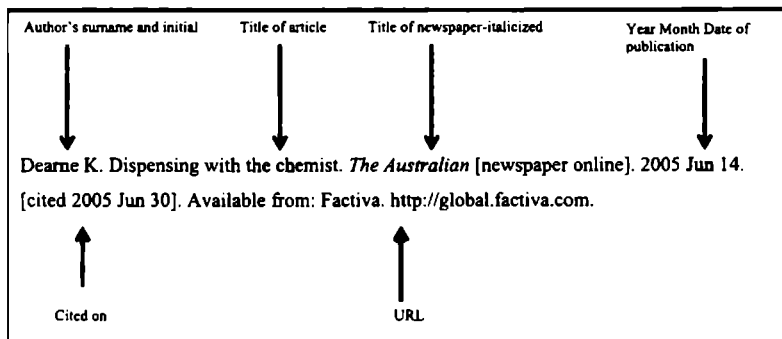 Author's surname and initial
Title of article
Title of newspaper-italicized
Year Month Date of
publication
Dearne K. Dispensing with the chemist. The Australian [newspaper online]. 2005 Jun 14.
[cited 2005 Jun 30]. Available from: Factiva. http://global.factiva.com.
Cited on
URL